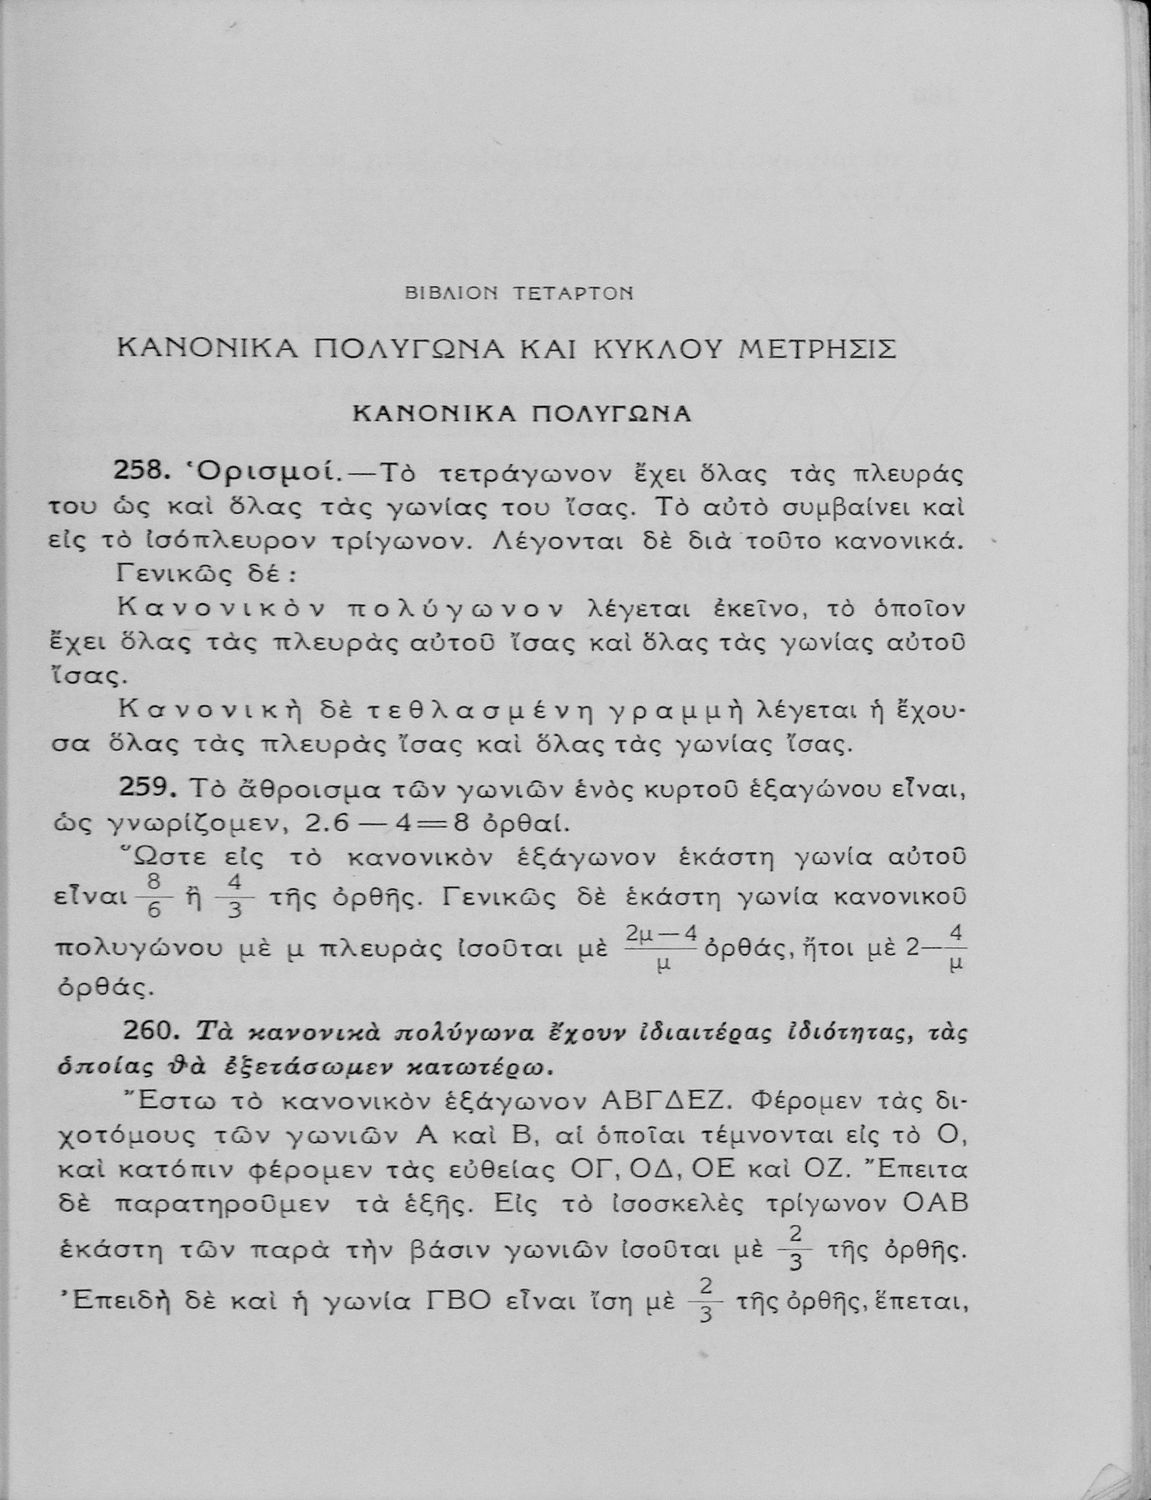 ΒΙΒΛΙΟΝ ΤΕΤΑΡΤΟΝ
ΚΑΝΟΝΙΚΑ ΠΟΛΥΓΩΝΑ ΚΑΙ ΚΥΚΛΟΥ ΜΕΤΡΗΣΙΣ
ΚΑΝΟΝΙΚΑ ΠΟΛΥΓΩΝΑ
258. Ὁρισμοί.—Τὸ τετράγωνον ἔχει ὅλας τὰς πλευράς
του ὡς καὶ ὅλας τὰς γωνίας του ἴσας. Τὸ αὐτὸ συμβαίνει καὶ
εἰς τὸ ἰσόπλευρον τρίγωνον. Λέγονται δὲ διὰ τοῦτο κανονικά.
Γενικῶς δέ :
Κανονικὸν πολύγωνον λέγεται ἐκεῖνο, τὸ ὁποῖον
ἔχει ὅλας τὰς πλευρὰς αὐτοῦ ἴσας καὶ ὅλας τὰς γωνίας αὐτοῦ
ἴσας.
Κανονικὴ δὲ τεθλασμένη γραμμὴ λέγεται ἡ ἔχου-
σα ὅλας τὰς πλευρὰς ἴσας καὶ ὅλας τὰς γωνίας ἴσας.
259. Τὸ ἄθροισμα τῶν γωνιῶν ἑνὸς κυρτοῦ ἑξαγώνου εἶναι,
ὡς γνωρίζομεν, 2.6 — 4 = 8 ὀρθαί.
Ὥστε εἰς τὸ κανονικὸν ἑξάγωνον ἑκάστη γωνία αὐτοῦ
εἶναι 8/6 ἢ 4/3 τῆς ὀρθῆς. Γενικῶς δὲ ἑκάστη γωνία κανονικοῦ
πολυγώνου μὲ μ πλευρὰς ἰσοῦται μὲ (2μ — 4)/μ ὀρθάς, ἤτοι μὲ 2 — 4/μ
ὀρθάς.
260. Τὰ κανονικὰ πολύγωνα ἔχουν ἰδιαιτέρας ἰδιότητας, τὰς
ὁποίας θὰ ἐξετάσωμεν κατωτέρω.
Ἔστω τὸ κανονικὸν ἑξάγωνον ΑΒΓΔΕΖ. Φέρομεν τὰς δι-
χοτόμους τῶν γωνιῶν Α καὶ Β, αἱ ὁποῖαι τέμνονται εἰς τὸ Ο,
καὶ κατόπιν φέρομεν τὰς εὐθείας ΟΓ, ΟΔ, ΟΕ καὶ ΟΖ. Ἔπειτα
δὲ παρατηροῦμεν τὰ ἑξῆς. Εἰς τὸ ἰσοσκελὲς τρίγωνον ΟΑΒ
ἑκάστη τῶν παρὰ τὴν βάσιν γωνιῶν ἰσοῦται μὲ 2/3 τῆς ὀρθῆς.
Ἐπειδὴ δὲ καὶ ἡ γωνία ΓΒΟ εἶναι ἴση μὲ 2/3 τῆς ὀρθῆς, ἕπεται,